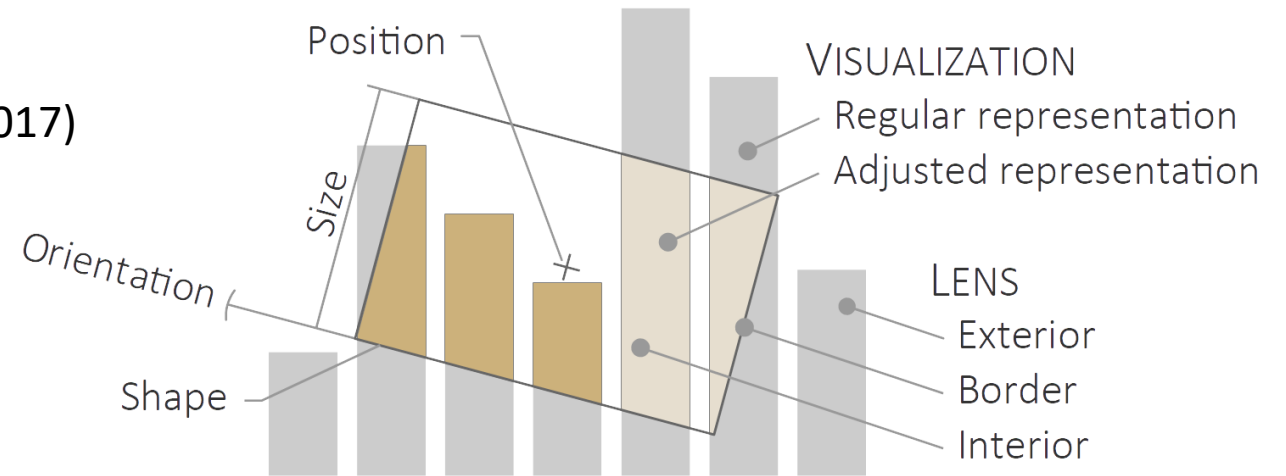 017)
Position
Size
Orientation
Shape
VISUALIZATION
Regular representation
Adjusted representation
LENS
Exterior
Border
Interior